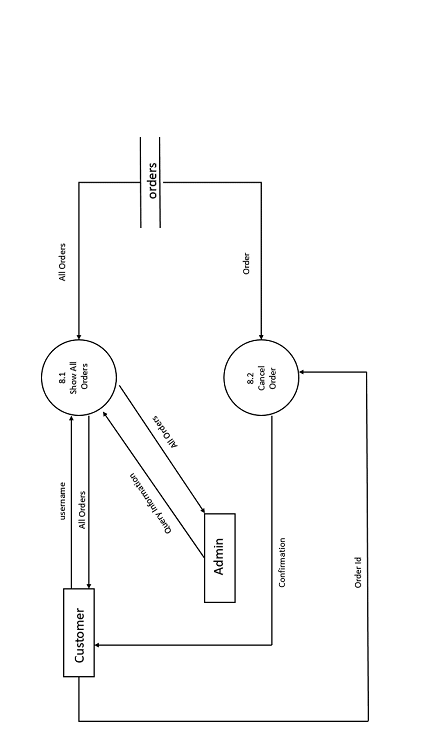 Customer
username
All Orders
8.1
Show All
Orders
All Orders
orders
Query Information
All Orders
Admin
Order
8.2
Cancel
Order
Confirmation
Order Id